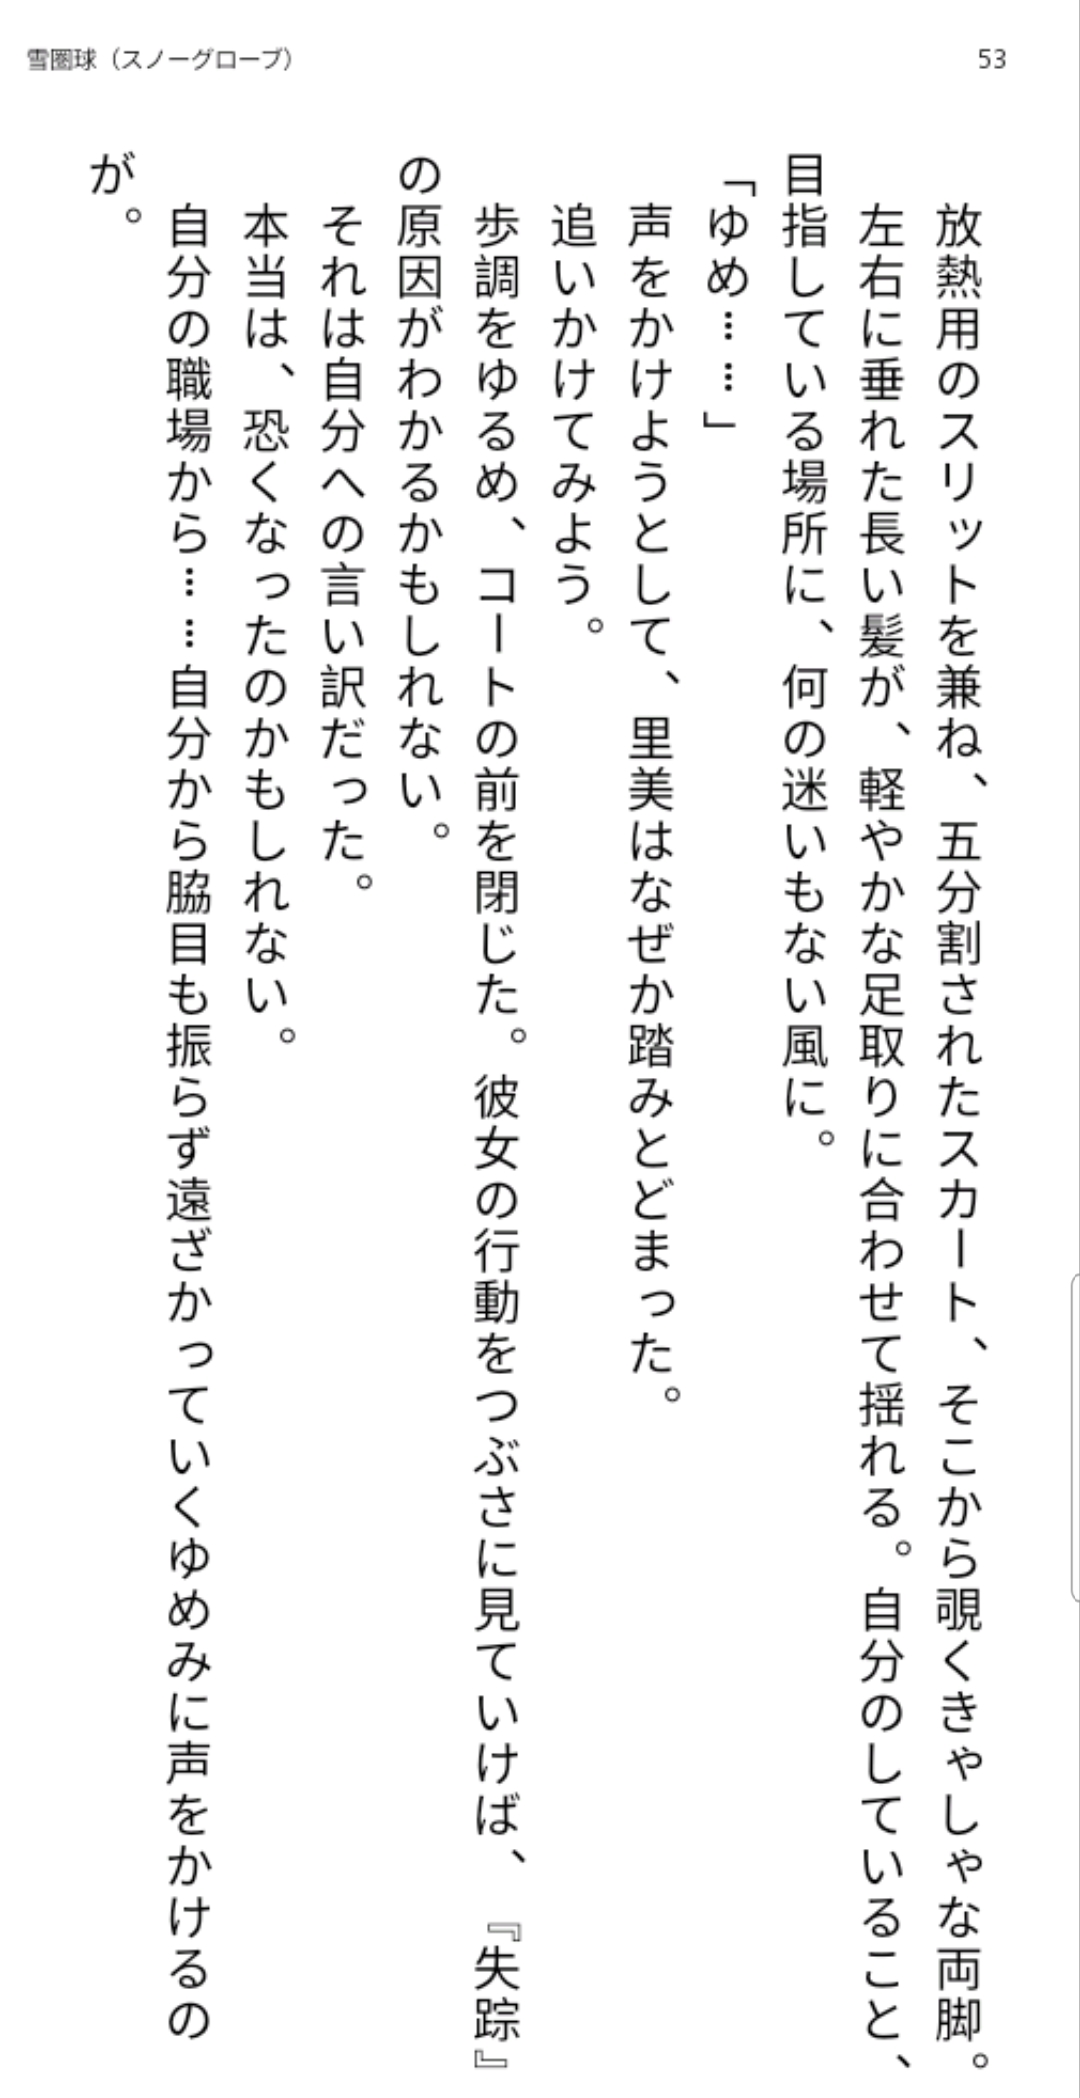 雪圏球（スノーグローブ）
53
放熱用のスリットを兼ね、五分割されたスカート、そこから覗くきゃしゃな両脚。
左右に垂れた長い髪が、軽やかな足取りに合わせて揺れる。自分のしていること、
目指している場所に、何の迷いもない風に。
「ゆめ……」
声をかけようとして、里美はなぜか踏みとどまった。
追いかけてみよう。
歩調をゆるめ、コートの前を閉じた。彼女の行動をつぶさに見ていけば、『失踪』
の原因がわかるかもしれない。
それは自分への言い訳だった。
本当は、恐くなったのかもしれない。
自分の職場から……自分から脇目も振らず遠ざかっていくゆめみに声をかけるの
が。